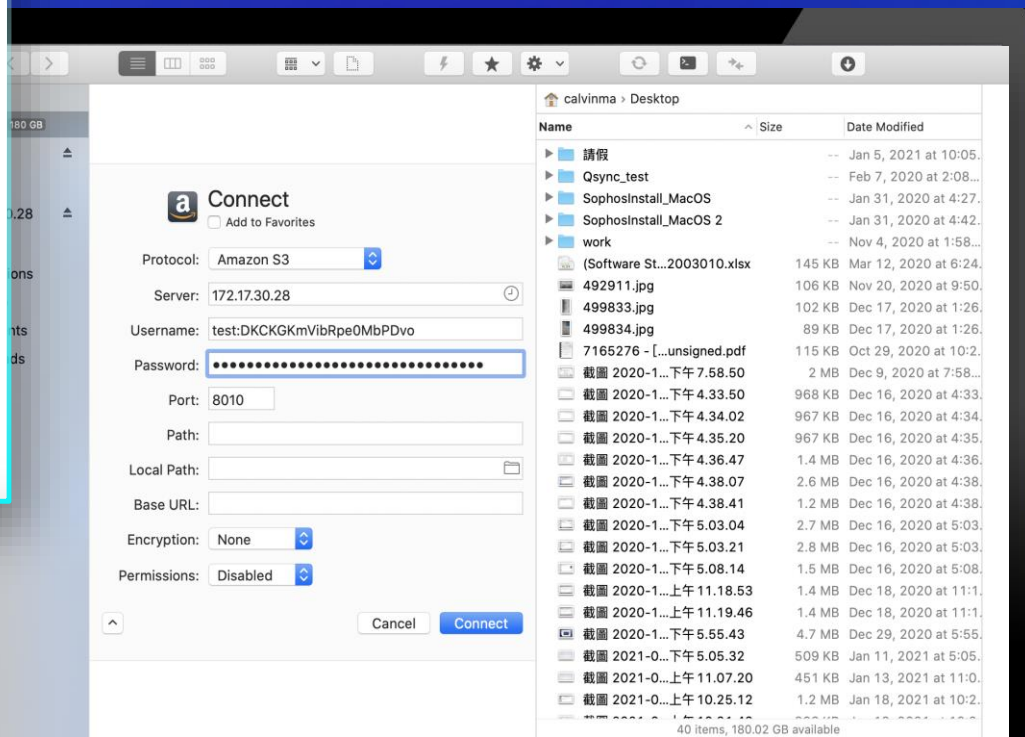 180 GB
0.28
ons
nts
ds
Connect
Add to Favorites
Protocol: Amazon S3
Server: 172.17.30.28
Username: test:DKCKGKmVibRpe0MbPDvo
Password: ••••••••••••••••••••••••••••••••
Port: 8010
Path:
Local Path:
Base URL:
Encryption: None
Permissions: Disabled
Cancel Connect
calvinma › Desktop
Name Size Date Modified
請假 -- Jan 5, 2021 at 10:05.
Qsync_test -- Feb 7, 2020 at 2:08...
SophosInstall_MacOS -- Jan 31, 2020 at 4:27.
SophosInstall_MacOS 2 -- Jan 31, 2020 at 4:42.
work -- Nov 4, 2020 at 1:58...
(Software St...2003010.xlsx 145 KB Mar 12, 2020 at 6:24.
492911.jpg 106 KB Nov 20, 2020 at 9:50.
499833.jpg 102 KB Dec 17, 2020 at 1:26.
499834.jpg 89 KB Dec 17, 2020 at 1:26.
7165276 - [...unsigned.pdf 115 KB Oct 29, 2020 at 10:2.
截圖 2020-1...下午7.58.50 2 MB Dec 9, 2020 at 7:58...
截圖 2020-1...下午4.33.50 968 KB Dec 16, 2020 at 4:33.
截圖 2020-1...下午4.34.02 967 KB Dec 16, 2020 at 4:34.
截圖 2020-1...下午4.35.20 967 KB Dec 16, 2020 at 4:35.
截圖 2020-1...下午4.36.47 1.4 MB Dec 16, 2020 at 4:36.
截圖 2020-1...下午4.38.07 2.6 MB Dec 16, 2020 at 4:38.
截圖 2020-1...下午4.38.41 1.2 MB Dec 16, 2020 at 4:38.
截圖 2020-1...下午5.03.04 2.7 MB Dec 16, 2020 at 5:03.
截圖 2020-1...下午5.03.21 2.8 MB Dec 16, 2020 at 5:03.
截圖 2020-1...下午5.08.14 1.5 MB Dec 16, 2020 at 5:08.
截圖 2020-1...上午11.18.53 1.4 MB Dec 18, 2020 at 11:1.
截圖 2020-1...上午11.19.46 1.4 MB Dec 18, 2020 at 11:1.
截圖 2020-1...下午5.55.43 4.7 MB Dec 29, 2020 at 5:55.
截圖 2021-0...下午5.05.32 509 KB Jan 11, 2021 at 5:05.
截圖 2021-0...上午11.07.20 451 KB Jan 13, 2021 at 11:0.
截圖 2021-0...上午10.25.12 1.2 MB Jan 18, 2021 at 10:2.
40 items, 180.02 GB available